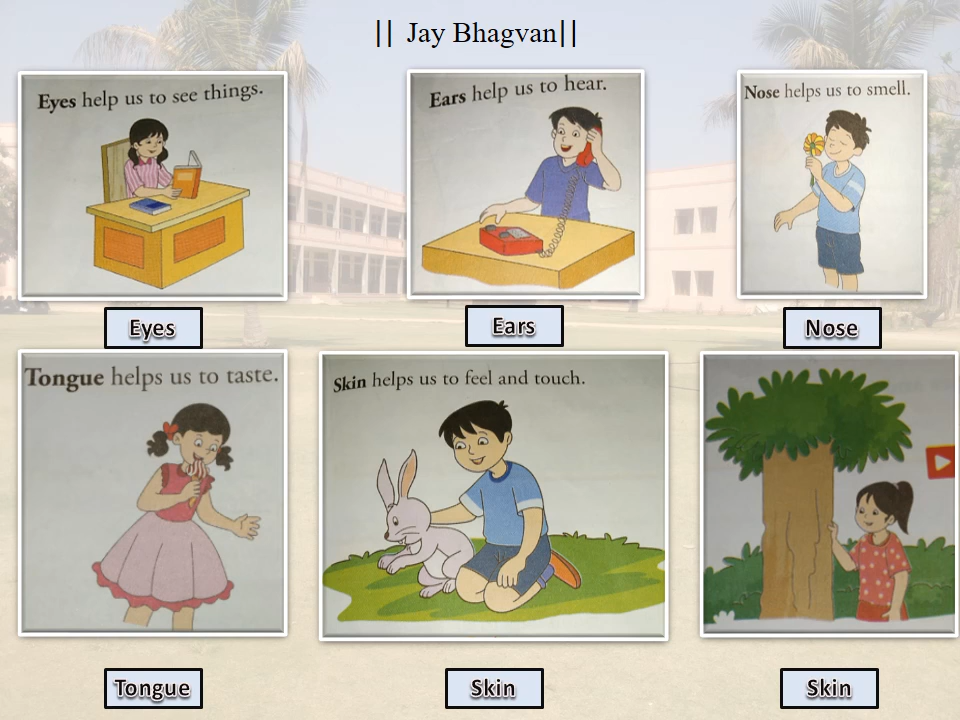 || Jay Bhagvan||
Eyes help us to see things.
Ears help us to hear.
Nose helps us to smell.
Eyes
Ears
Nose
Tongue helps us to taste.
Skin helps us to feel and touch.
Tongue
Skin
Skin